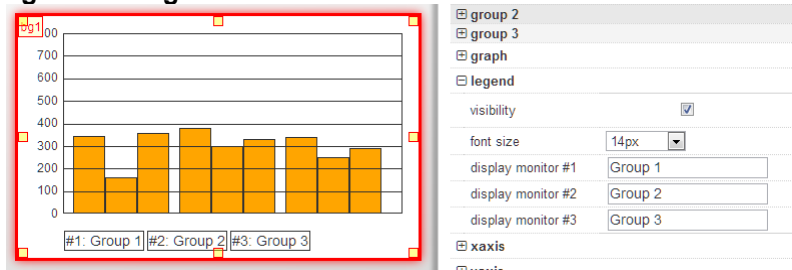 bg1
00
700
600
500
400
300
200
100
0
#1: Group 1 #2: Group 2 #3: Group 3
group 2
group 3
graph
legend
visibility
font size 14px
display monitor #1 Group 1
display monitor #2 Group 2
display monitor #3 Group 3
xaxis